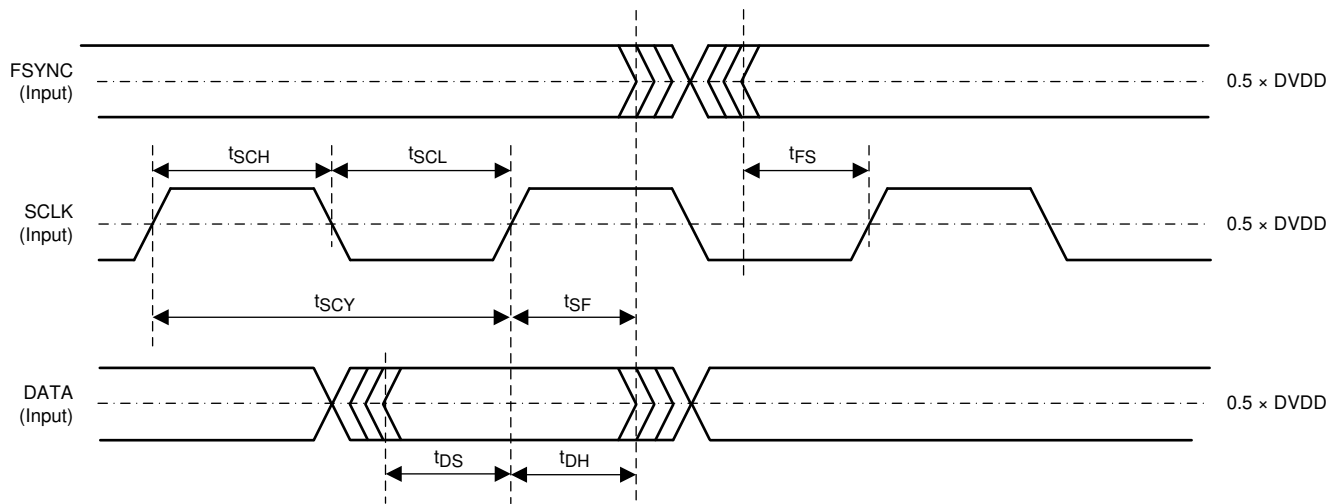 FSYNC
(Input)
0.5 × DVDD
tSCH
tSCL
tFS
SCLK
(Input)
0.5 × DVDD
tSCY
tSF
DATA
(Input)
0.5 × DVDD
tDS
tDH